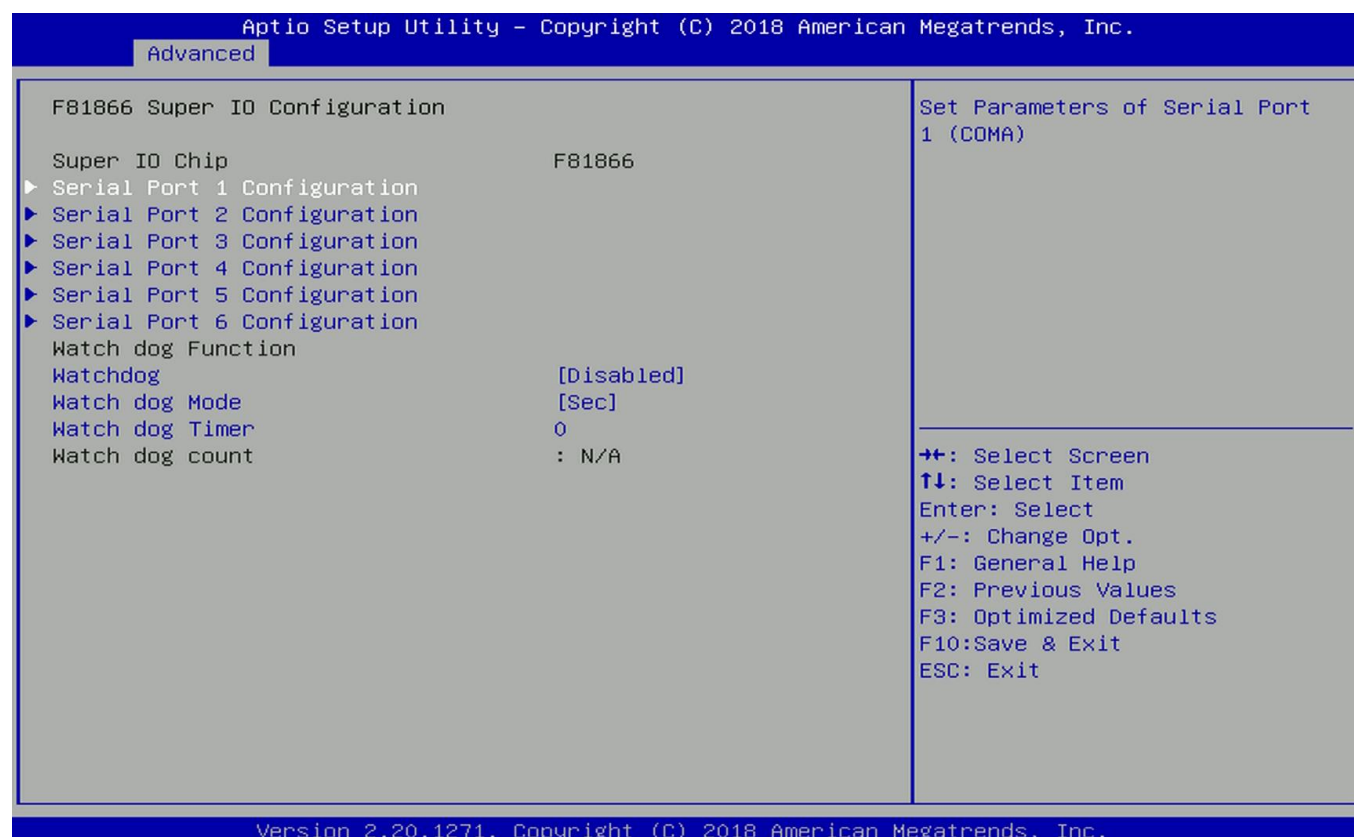 Aptio Setup Utility – Copyright (C) 2018 American Megatrends, Inc.
Advanced
F81866 Super IO Configuration
Super IO Chip F81866
Serial Port 1 Configuration
Serial Port 2 Configuration
Serial Port 3 Configuration
Serial Port 4 Configuration
Serial Port 5 Configuration
Serial Port 6 Configuration
Watch dog Function
Watchdog [Disabled]
Watch dog Mode [Sec]
Watch dog Timer 0
Watch dog count : N/A
Set Parameters of Serial Port
1 (COMA)
→←: Select Screen
↑↓: Select Item
Enter: Select
+/-: Change Opt.
F1: General Help
F2: Previous Values
F3: Optimized Defaults
F10:Save & Exit
ESC: Exit
Version 2.20.1271. Copyright (C) 2018 American Megatrends, Inc.